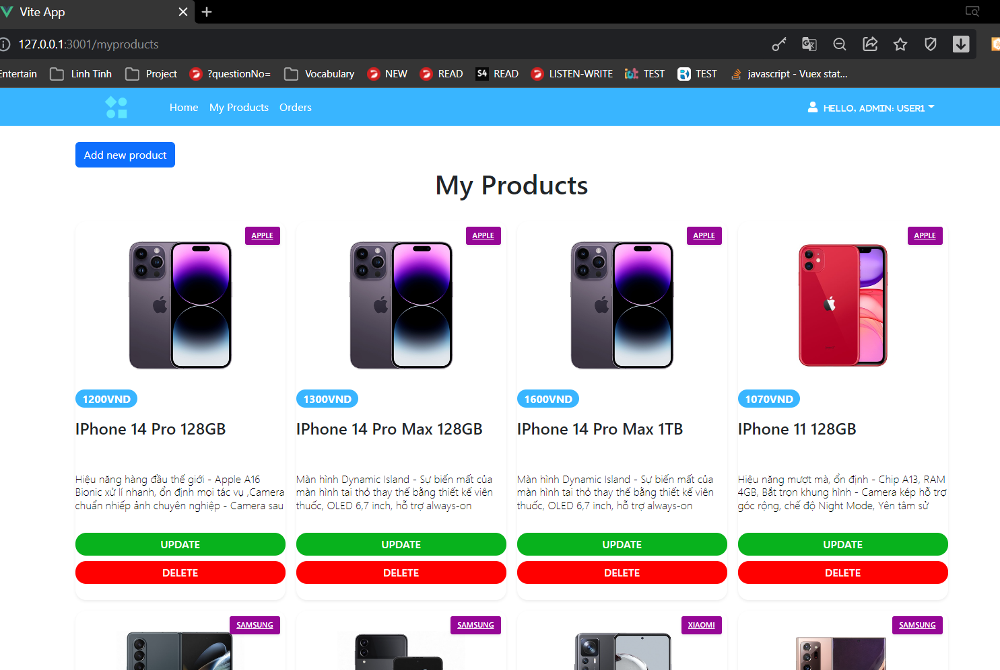 Vite App
127.0.0.1:3001/myproducts
Entertain Linh Tinh Project ?questionNo= Vocabulary NEW READ S4 READ LISTEN-WRITE iot TEST TEST javascript - Vuex stat...
Home My Products Orders HELLO, ADMIN: USER1
Add new product
My Products
APPLE APPLE APPLE APPLE
1200VND 1300VND 1600VND 1070VND
IPhone 14 Pro 128GB IPhone 14 Pro Max 128GB IPhone 14 Pro Max 1TB IPhone 11 128GB
Hiệu năng hàng đầu thế giới - Apple A16
Bionic xử lí nhanh, ổn định mọi tác vụ ,Camera
chuẩn nhiếp ảnh chuyên nghiệp - Camera sau
Màn hình Dynamic Island - Sự biến mất của
màn hình tai thỏ thay thế bằng thiết kế viên
thuốc, OLED 6,7 inch, hỗ trợ always-on
Màn hình Dynamic Island - Sự biến mất của
màn hình tai thỏ thay thế bằng thiết kế viên
thuốc, OLED 6,7 inch, hỗ trợ always-on
Hiệu năng mượt mà, ổn định - Chip A13, RAM
4GB, Bắt trọn khung hình - Camera kép hỗ trợ
góc rộng, chế độ Night Mode, Yên tâm sử
UPDATE UPDATE UPDATE UPDATE
DELETE DELETE DELETE DELETE
SAMSUNG SAMSUNG XIAOMI SAMSUNG